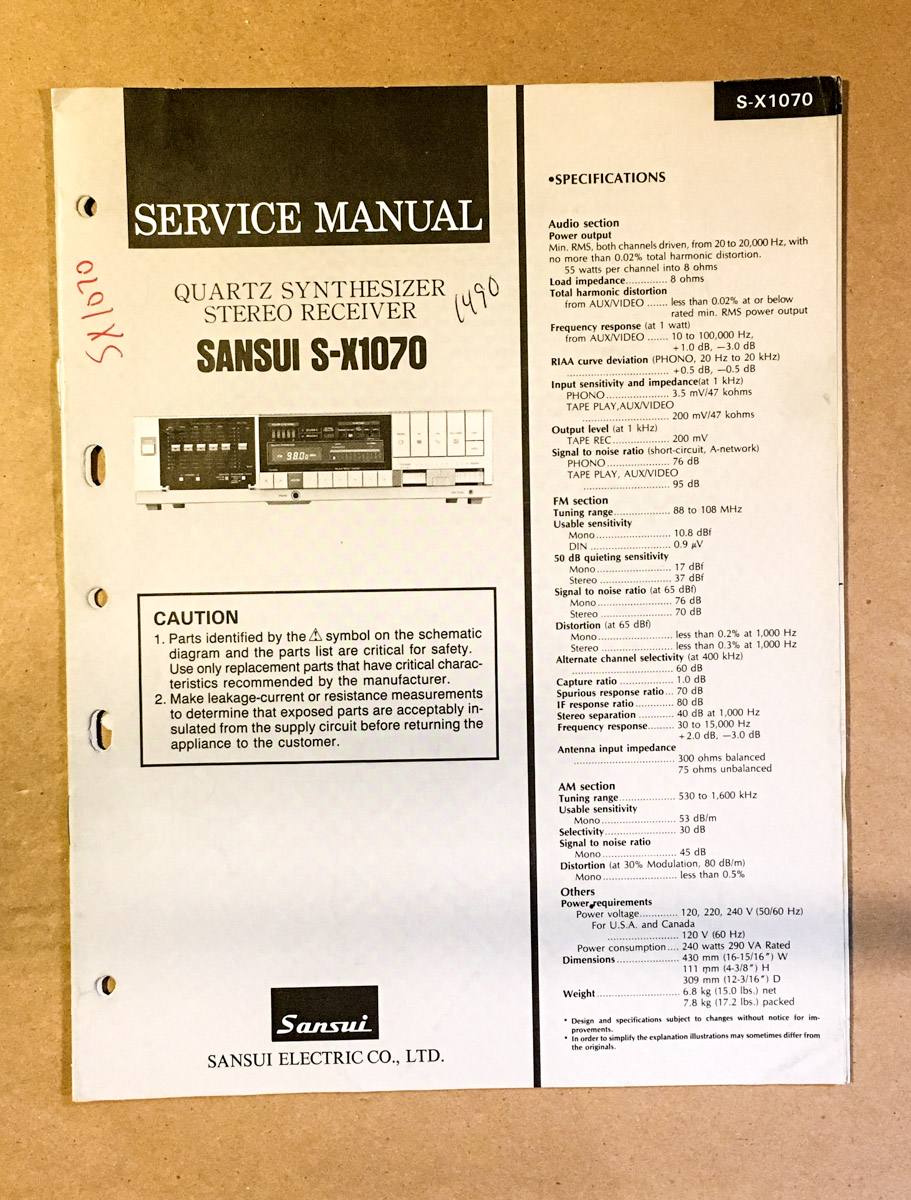 S-X1070
SERVICE MANUAL
QUARTZ SYNTHESIZER
STEREO RECEIVER
1490
SX1070
SANSUI S-X1070
98.0
CAUTION
1. Parts identified by the ⚠ symbol on the schematic
diagram and the parts list are critical for safety.
Use only replacement parts that have critical charac-
teristics recommended by the manufacturer.
2. Make leakage-current or resistance measurements
to determine that exposed parts are acceptably in-
sulated from the supply circuit before returning the
appliance to the customer.
Sansui
SANSUI ELECTRIC CO., LTD.
•SPECIFICATIONS
Audio section
Power output
Min. RMS, both channels driven, from 20 to 20,000 Hz, with
no more than 0.02% total harmonic distortion.
55 watts per channel into 8 ohms
Load impedance............. 8 ohms
Total harmonic distortion
from AUX/VIDEO ....... less than 0.02% at or below
rated min. RMS power output
Frequency response (at 1 watt)
from AUX/VIDEO ....... 10 to 100,000 Hz,
+1.0 dB, −3.0 dB
RIAA curve deviation (PHONO, 20 Hz to 20 kHz)
.......................... +0.5 dB, −0.5 dB
Input sensitivity and impedance(at 1 kHz)
PHONO...................... 3.5 mV/47 kohms
TAPE PLAY,AUX/VIDEO
.......................... 200 mV/47 kohms
Output level (at 1 kHz)
TAPE REC.................... 200 mV
Signal to noise ratio (short-circuit, A-network)
PHONO...................... 76 dB
TAPE PLAY, AUX/VIDEO
.......................... 95 dB
FM section
Tuning range................... 88 to 108 MHz
Usable sensitivity
Mono.......................... 10.8 dBf
DIN .......................... 0.9 μV
50 dB quieting sensitivity
Mono.......................... 17 dBf
Stereo ........................ 37 dBf
Signal to noise ratio (at 65 dBf)
Mono.......................... 76 dB
Stereo ........................ 70 dB
Distortion (at 65 dBf)
Mono.......................... less than 0.2% at 1,000 Hz
Stereo ........................ less than 0.3% at 1,000 Hz
Alternate channel selectivity (at 400 kHz)
.......................... 60 dB
Capture ratio ................... 1.0 dB
Spurious response ratio... 70 dB
IF response ratio............. 80 dB
Stereo separation ............ 40 dB at 1,000 Hz
Frequency response......... 30 to 15,000 Hz
+2.0 dB, −3.0 dB
Antenna input impedance
.......................... 300 ohms balanced
75 ohms unbalanced
AM section
Tuning range................... 530 to 1,600 kHz
Usable sensitivity
Mono.......................... 53 dB/m
Selectivity........................ 30 dB
Signal to noise ratio
Mono.......................... 45 dB
Distortion (at 30% Modulation, 80 dB/m)
Mono.......................... less than 0.5%
Others
Power requirements
Power voltage............. 120, 220, 240 V (50/60 Hz)
For U.S.A. and Canada
........................ 120 V (60 Hz)
Power consumption.... 240 watts 290 VA Rated
Dimensions..................... 430 mm (16-15/16″) W
111 mm (4-3/8″) H
309 mm (12-3/16″) D
Weight............................ 6.8 kg (15.0 lbs.) net
7.8 kg (17.2 lbs.) packed
* Design and specifications subject to changes without notice for im-
provements.
* In order to simplify the explanation illustrations may sometimes differ from
the originals.